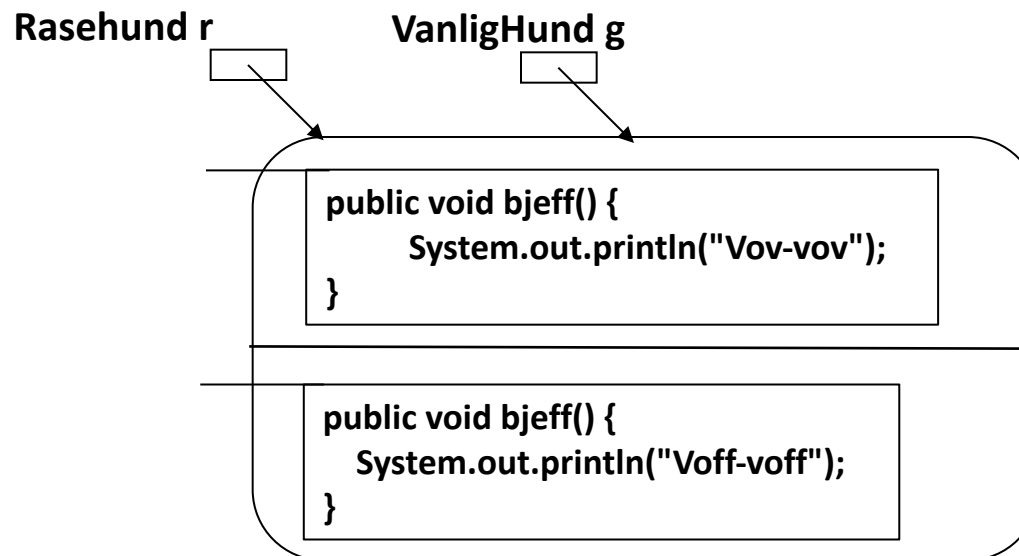 Rasehund r VanligHund g
public void bjeff() {
System.out.println("Vov-vov");
}
public void bjeff() {
System.out.println("Voff-voff");
}